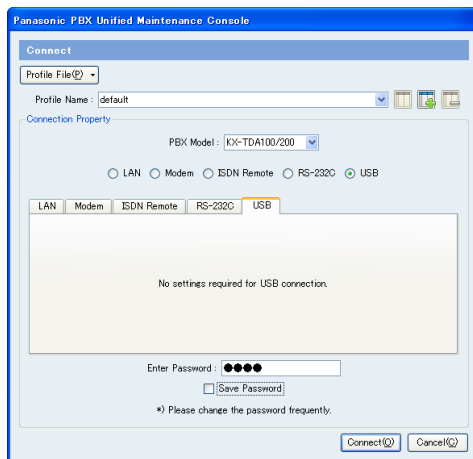 Panasonic PBX Unified Maintenance Console
Connect
Profile File(P)
Profile Name : default
Connection Property
PBX Model : KX-TDA100/200
LAN Modem ISDN Remote RS-232C USB
LAN Modem ISDN Remote RS-232C USB
No settings required for USB connection.
Enter Password : ●●●●
Save Password
*) Please change the password frequently.
Connect(O) Cancel(C)